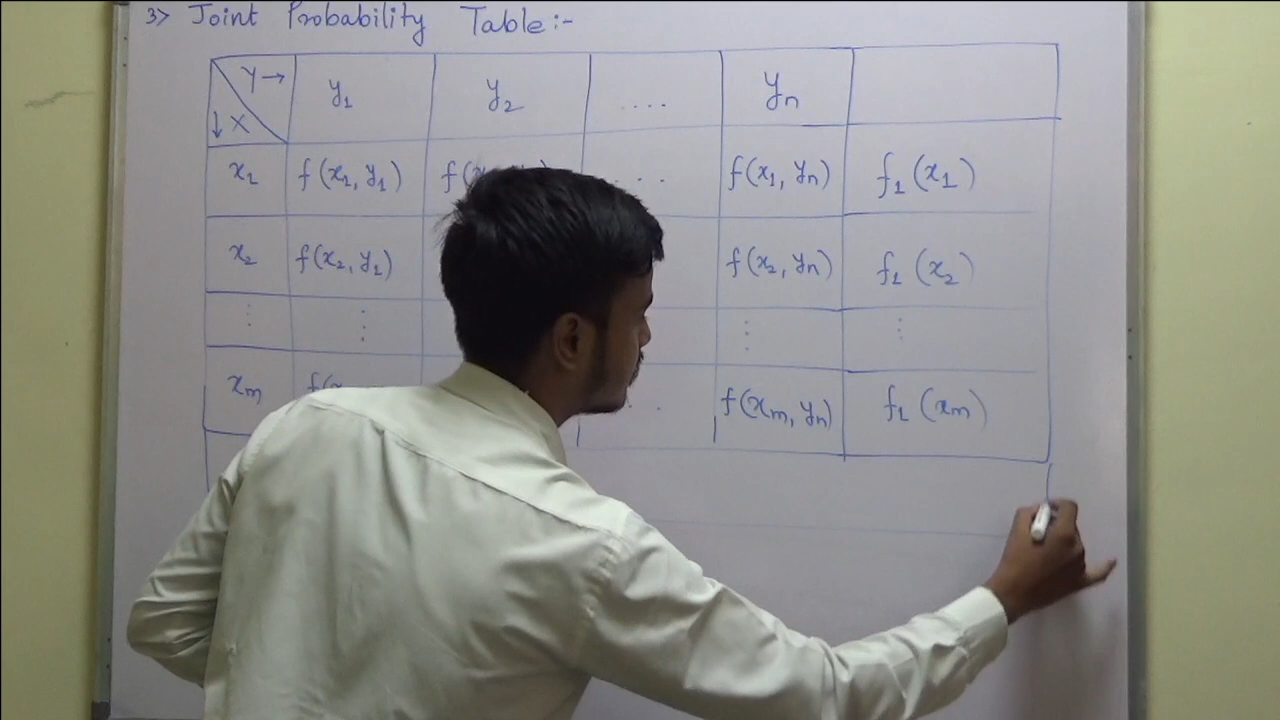 3> Joint Probability Table:-
Y→ y₁ y₂ .... yₙ
↓ X
x₁ f(x₁, y₁) f(x ... f(x₁, yₙ) f₁(x₁)
x₂ f(x₂, y₁) f(x₂, yₙ) f₁(x₂)
⋮ ⋮ ⋮ ⋮
xₘ f(x . f(xₘ, yₙ) f₁(xₘ)